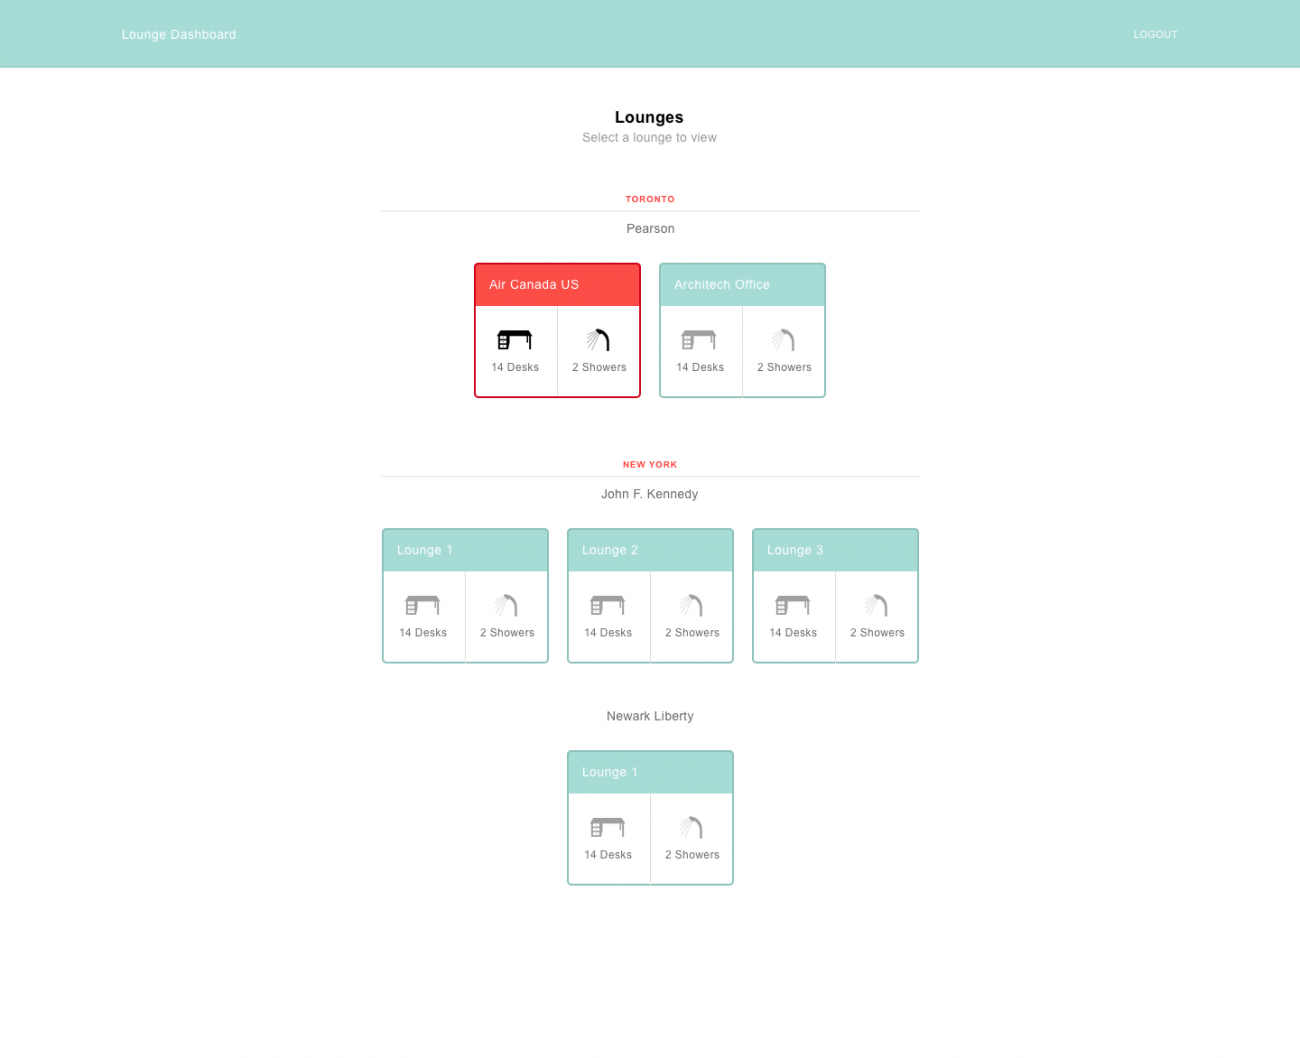 Lounge Dashboard
LOGOUT
Lounges
Select a lounge to view
TORONTO
Pearson
Air Canada US
Architech Office
14 Desks
2 Showers
14 Desks
2 Showers
NEW YORK
John F. Kennedy
Lounge 1
Lounge 2
Lounge 3
14 Desks
2 Showers
14 Desks
2 Showers
14 Desks
2 Showers
Newark Liberty
Lounge 1
14 Desks
2 Showers